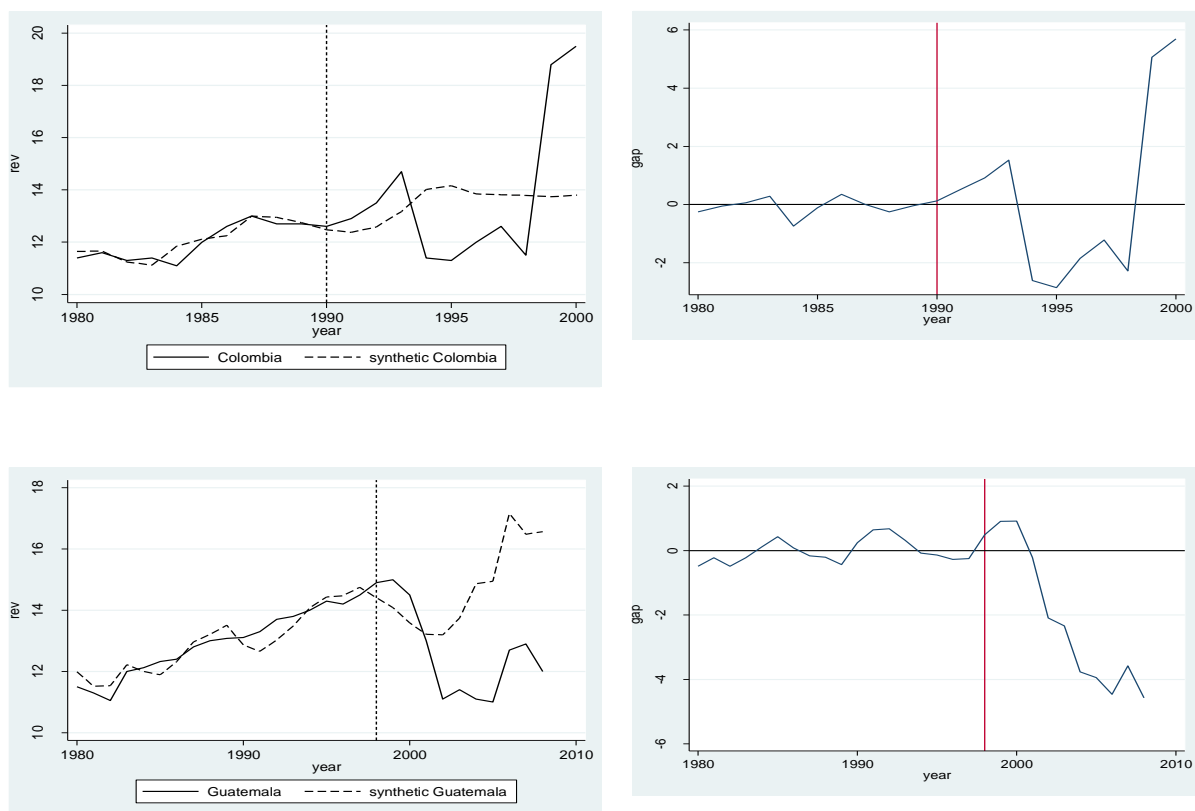 20
18
16
14
12
10
rev
1980 1985 1990 1995 2000
year
Colombia synthetic Colombia
6
4
2
0
-2
gap
1980 1985 1990 1995 2000
year
18
16
14
12
10
rev
1980 1990 2000 2010
year
Guatemala synthetic Guatemala
2
0
-2
-4
-6
gap
1980 1990 2000 2010
year